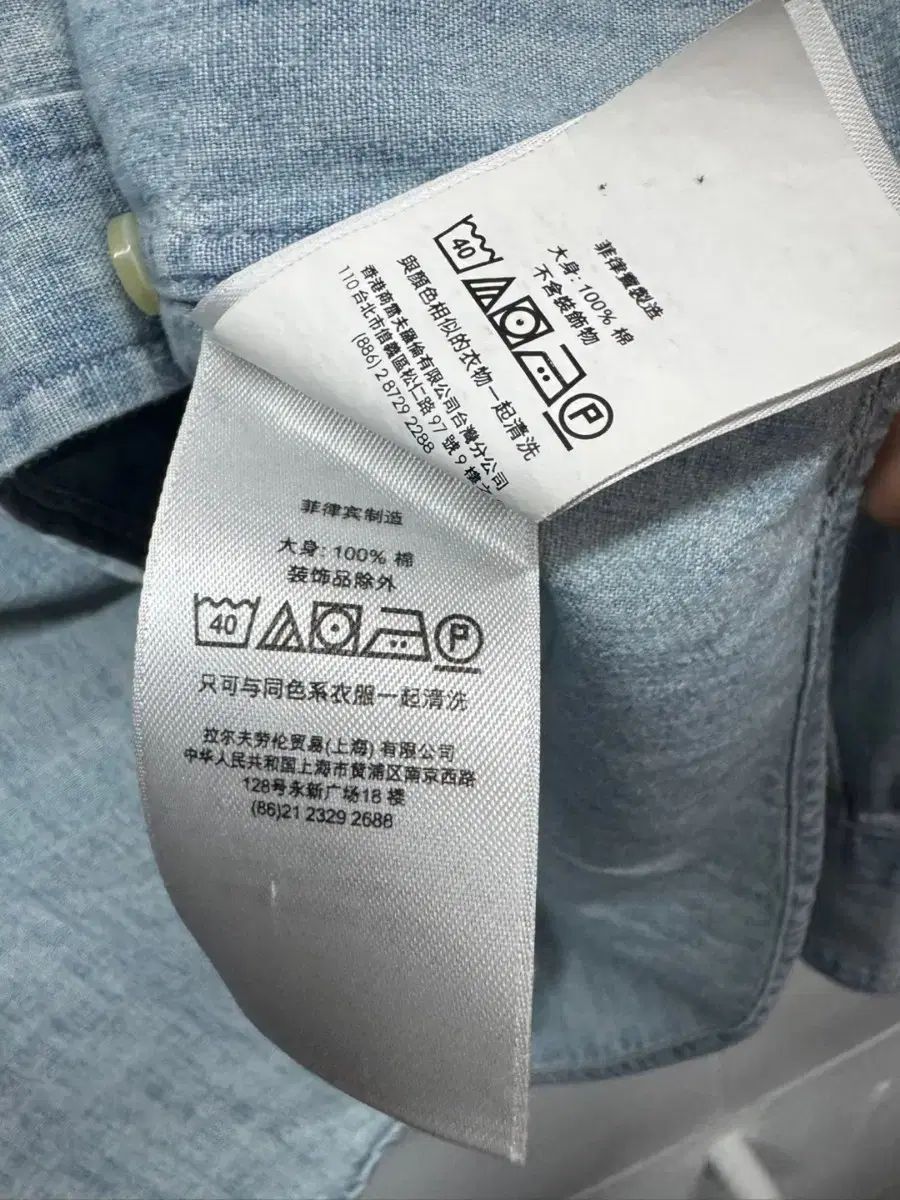 菲律賓製造
大身: 100% 棉
不含裝飾物
40
P
與顏色相似的衣物一起清洗
香港商雷夫羅倫有限公司台灣分公司
110 台北市信義區松仁路 97 號 9 樓之
(886) 2 8729 2288
菲律宾制造
大身: 100% 棉
装饰品除外
40
P
只可与同色系衣服一起清洗
拉尔夫劳伦贸易(上海) 有限公司
中华人民共和国上海市黄浦区南京西路
128号永新广场18 楼
(86)21 2329 2688